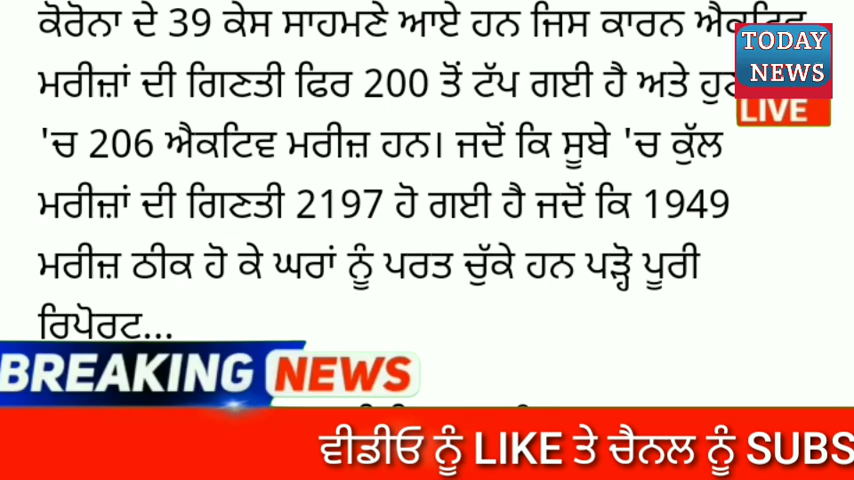 ਕੋਰੋਨਾ ਦੇ 39 ਕੇਸ ਸਾਹਮਣੇ ਆਏ ਹਨ ਜਿਸ ਕਾਰਨ ਐਕਟਿਵ
ਮਰੀਜ਼ਾਂ ਦੀ ਗਿਣਤੀ ਫਿਰ 200 ਤੋਂ ਟੱਪ ਗਈ ਹੈ ਅਤੇ
'ਚ 206 ਐਕਟਿਵ ਮਰੀਜ਼ ਹਨ। ਜਦੋਂ ਕਿ ਸੂਬੇ 'ਚ ਕੁੱਲ
ਮਰੀਜ਼ਾਂ ਦੀ ਗਿਣਤੀ 2197 ਹੋ ਗਈ ਹੈ ਜਦੋਂ ਕਿ 1949
ਮਰੀਜ਼ ਠੀਕ ਹੋ ਕੇ ਘਰਾਂ ਨੂੰ ਪਰਤ ਚੁੱਕੇ ਹਨ ਪੜ੍ਹੋ ਪੂਰੀ
ਰਿਪੋਰਟ...
TODAY
NEWS
LIVE
BREAKING NEWS
ਵੀਡੀਓ ਨੂੰ LIKE ਤੇ ਚੈਨਲ ਨੂੰ SUBS